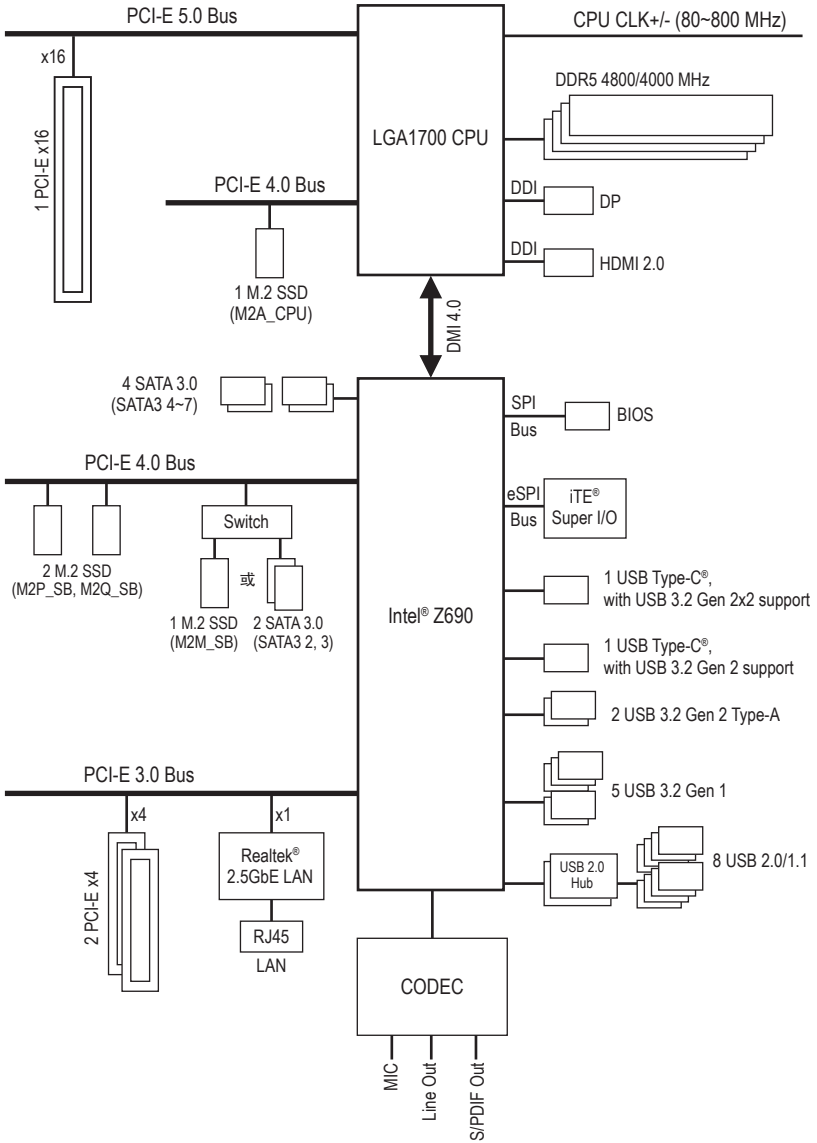 PCI-E 5.0 Bus
CPU CLK+/- (80~800 MHz)
x16
1 PCI-E x16
LGA1700 CPU
DDR5 4800/4000 MHz
PCI-E 4.0 Bus
DDI
DP
DDI
HDMI 2.0
1 M.2 SSD
(M2A_CPU)
DMI 4.0
4 SATA 3.0
(SATA3 4~7)
SPI
Bus
BIOS
PCI-E 4.0 Bus
eSPI
Bus
iTE®
Super I/O
Switch
2 M.2 SSD
(M2P_SB, M2Q_SB)
或
1 M.2 SSD
(M2M_SB)
2 SATA 3.0
(SATA3 2, 3)
Intel® Z690
1 USB Type-C®,
with USB 3.2 Gen 2x2 support
1 USB Type-C®,
with USB 3.2 Gen 2 support
2 USB 3.2 Gen 2 Type-A
PCI-E 3.0 Bus
5 USB 3.2 Gen 1
x4
x1
2 PCI-E x4
Realtek®
2.5GbE LAN
RJ45
LAN
USB 2.0
Hub
8 USB 2.0/1.1
CODEC
MIC
Line Out
S/PDIF Out